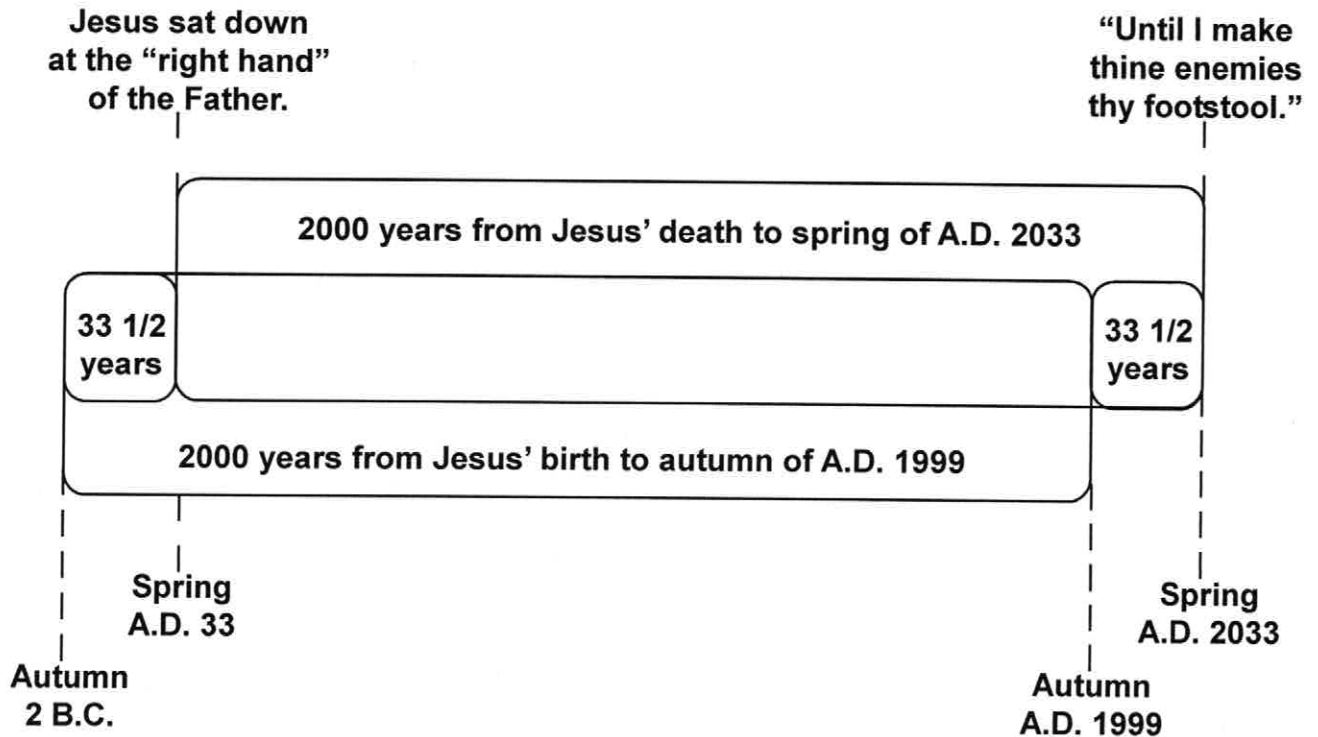 Jesus sat down
at the “right hand”
of the Father.
“Until I make
thine enemies
thy footstool.”
2000 years from Jesus’ death to spring of A.D. 2033
33 1/2
years
33 1/2
years
2000 years from Jesus’ birth to autumn of A.D. 1999
Spring
A.D. 33
Spring
A.D. 2033
Autumn
2 B.C.
Autumn
A.D. 1999